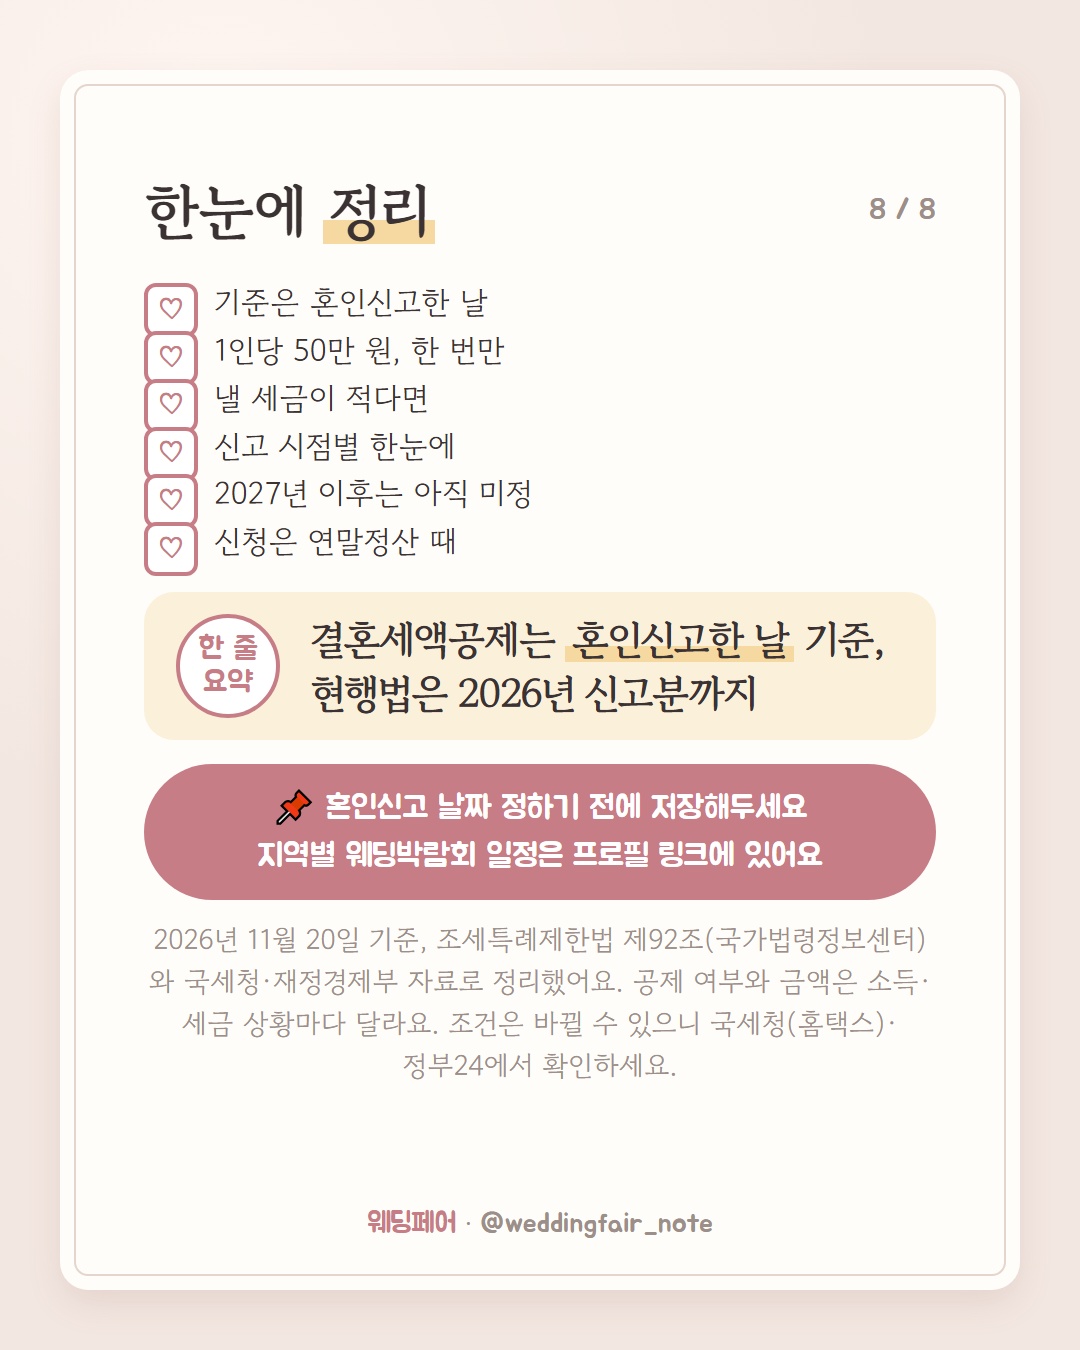 한눈에 정리
8 / 8
기준은 혼인신고한 날
1인당 50만 원, 한 번만
낼 세금이 적다면
신고 시점별 한눈에
2027년 이후는 아직 미정
신청은 연말정산 때
한 줄
요약
결혼세액공제는 혼인신고한 날 기준,
현행법은 2026년 신고분까지
📌 혼인신고 날짜 정하기 전에 저장해두세요
지역별 웨딩박람회 일정은 프로필 링크에 있어요
2026년 11월 20일 기준, 조세특례제한법 제92조(국가법령정보센터)
와 국세청·재정경제부 자료로 정리했어요. 공제 여부와 금액은 소득·
세금 상황마다 달라요. 조건은 바뀔 수 있으니 국세청(홈택스)·
정부24에서 확인하세요.
웨딩페어 · @weddingfair_note